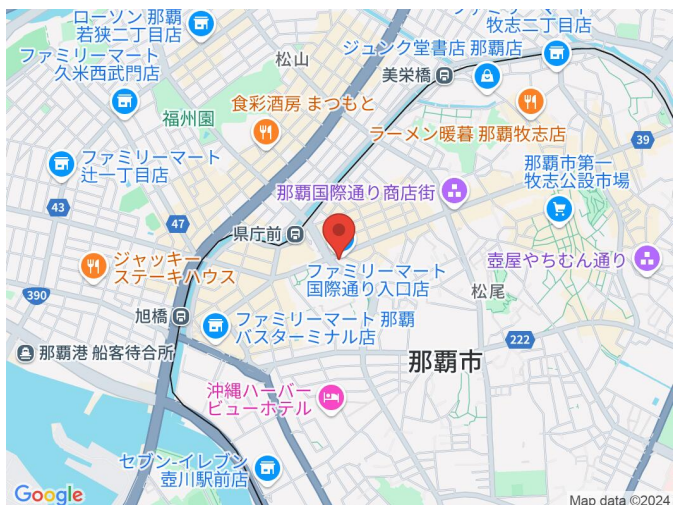 ローソン 那覇
若狭二丁目店
ファミリーマート
牧志二丁目店
ファミリーマート
久米西武門店
松山
ジュンク堂書店 那覇店
美栄橋
福州園
食彩酒房 まつもと
ラーメン暖暮 那覇牧志店
39
ファミリーマート
辻一丁目店
那覇市第一
牧志公設市場
那覇国際通り商店街
43
47
県庁前
ジャッキー
ステーキハウス
ファミリーマート
国際通り入口店
壺屋やちむん通り
松尾
390
旭橋
ファミリーマート 那覇
バスターミナル店
222
那覇港 船客待合所
那覇市
沖縄ハーバー
ビューホテル
セブン-イレブン
壺川駅前店
Google
Map data ©2024